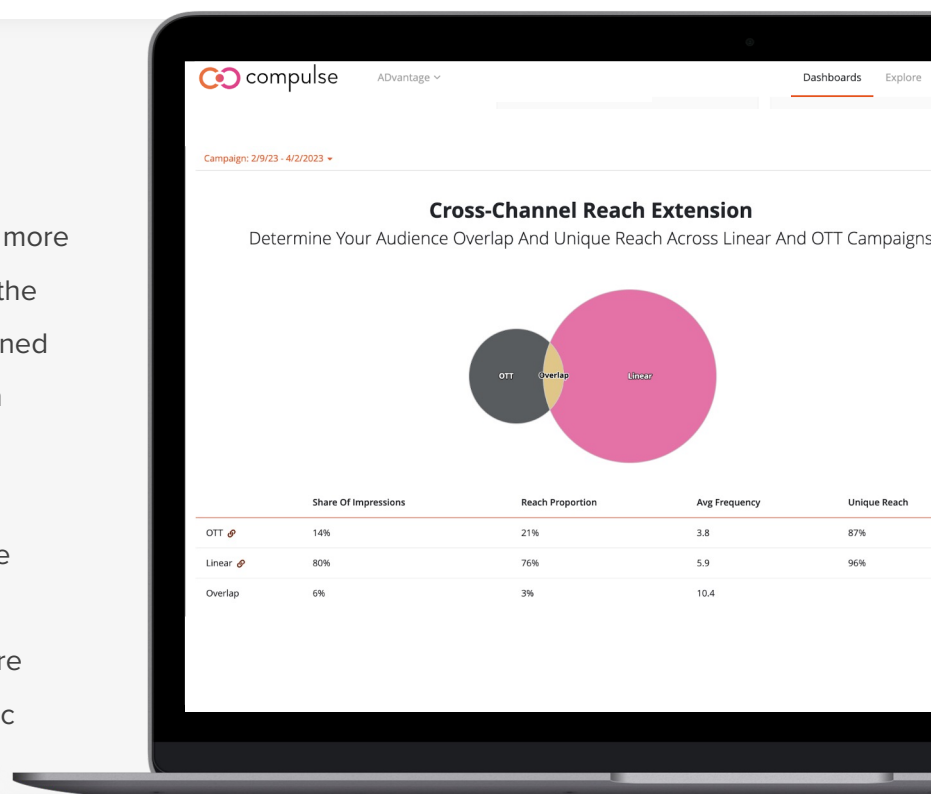 more
the
ned
e
re
c
compulse
ADvantage
Dashboards
Explore
Campaign: 2/9/23 - 4/2/2023
Cross-Channel Reach Extension
Determine Your Audience Overlap And Unique Reach Across Linear And OTT Campaigns
OTT
Overlap
Linear
Share Of Impressions
Reach Proportion
Avg Frequency
Unique Reach
OTT 14% 21% 3.8 87%
Linear 80% 76% 5.9 96%
Overlap 6% 3% 10.4